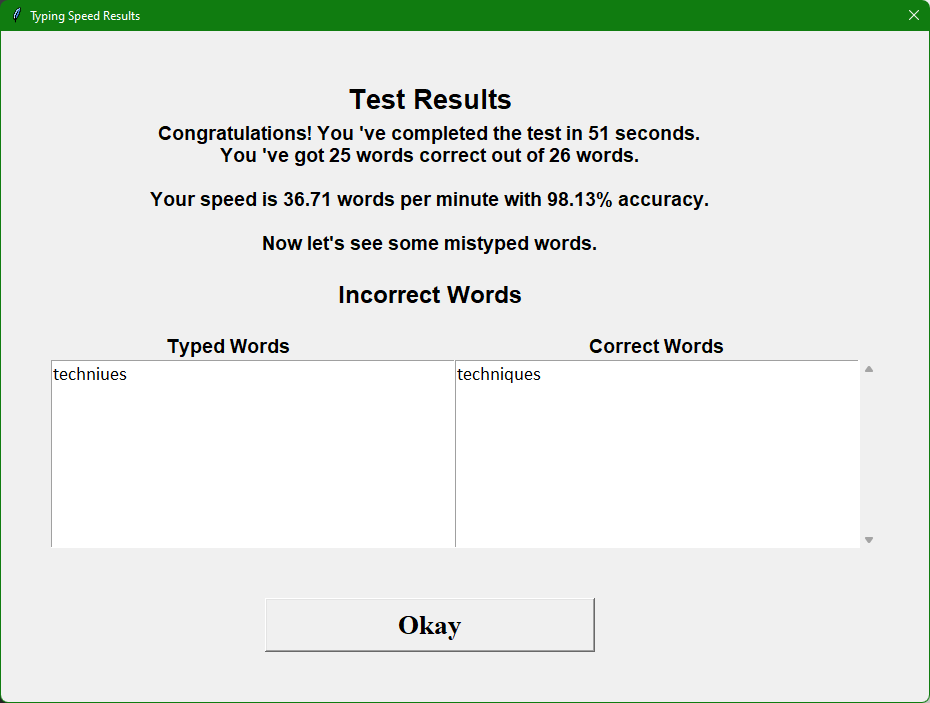 Typing Speed Results
Test Results
Congratulations! You 've completed the test in 51 seconds.
You 've got 25 words correct out of 26 words.
Your speed is 36.71 words per minute with 98.13% accuracy.
Now let's see some mistyped words.
Incorrect Words
Typed Words Correct Words
techniues techniques
Okay